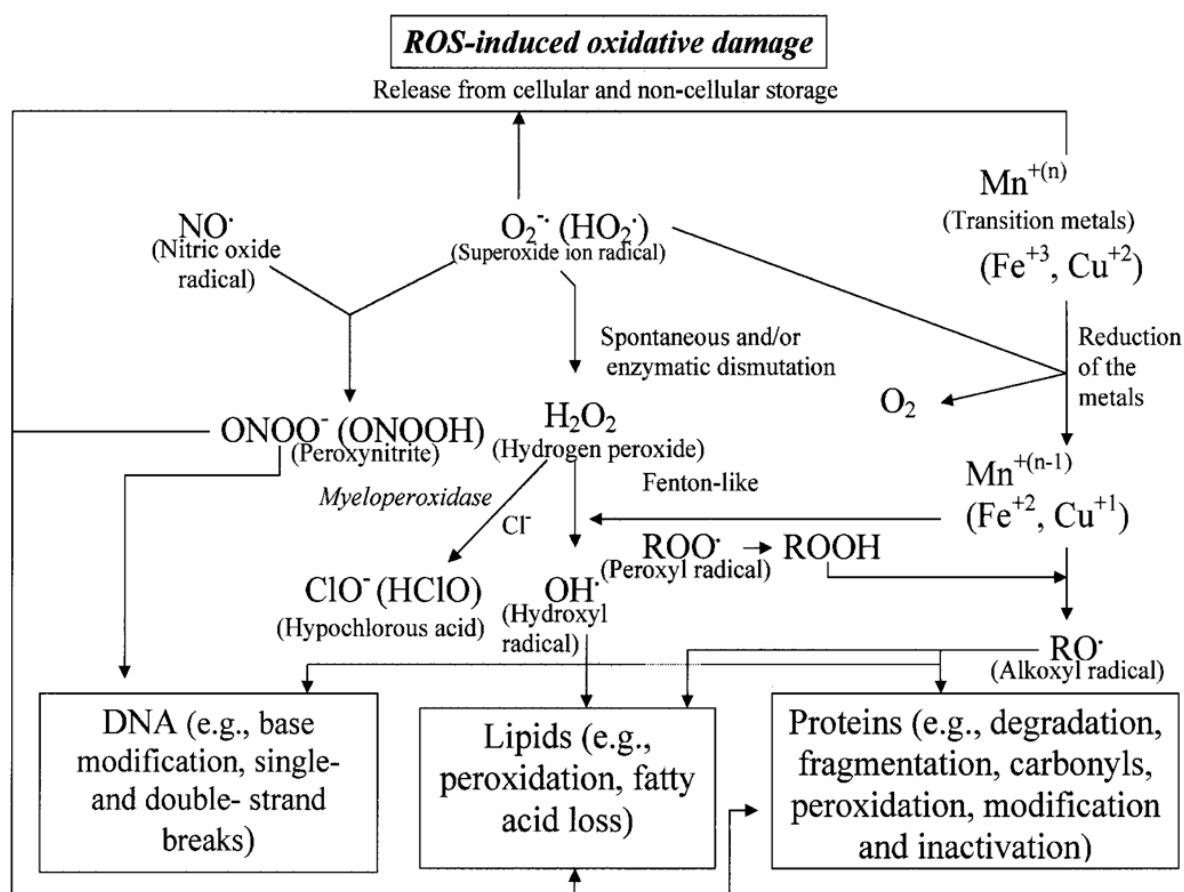 ROS-induced oxidative damage
Release from cellular and non-cellular storage
Mn⁺⁽ⁿ⁾
(Transition metals)
(Fe⁺³, Cu⁺²)
NO·
(Nitric oxide
radical)
O₂⁻· (HO₂·)
(Superoxide ion radical)
Spontaneous and/or
enzymatic dismutation
Reduction
of the
metals
O₂
ONOO⁻ (ONOOH)
(Peroxynitrite)
H₂O₂
(Hydrogen peroxide)
Mn⁺⁽ⁿ⁻¹⁾
(Fe⁺², Cu⁺¹)
Myeloperoxidase
Cl⁻
Fenton-like
ROO·
(Peroxyl radical)
ROOH
ClO⁻ (HClO)
(Hypochlorous acid)
OH·
(Hydroxyl
radical)
RO·
(Alkoxyl radical)
DNA (e.g., base
modification, single-
and double- strand
breaks)
Lipids (e.g.,
peroxidation, fatty
acid loss)
Proteins (e.g., degradation,
fragmentation, carbonyls,
peroxidation, modification
and inactivation)